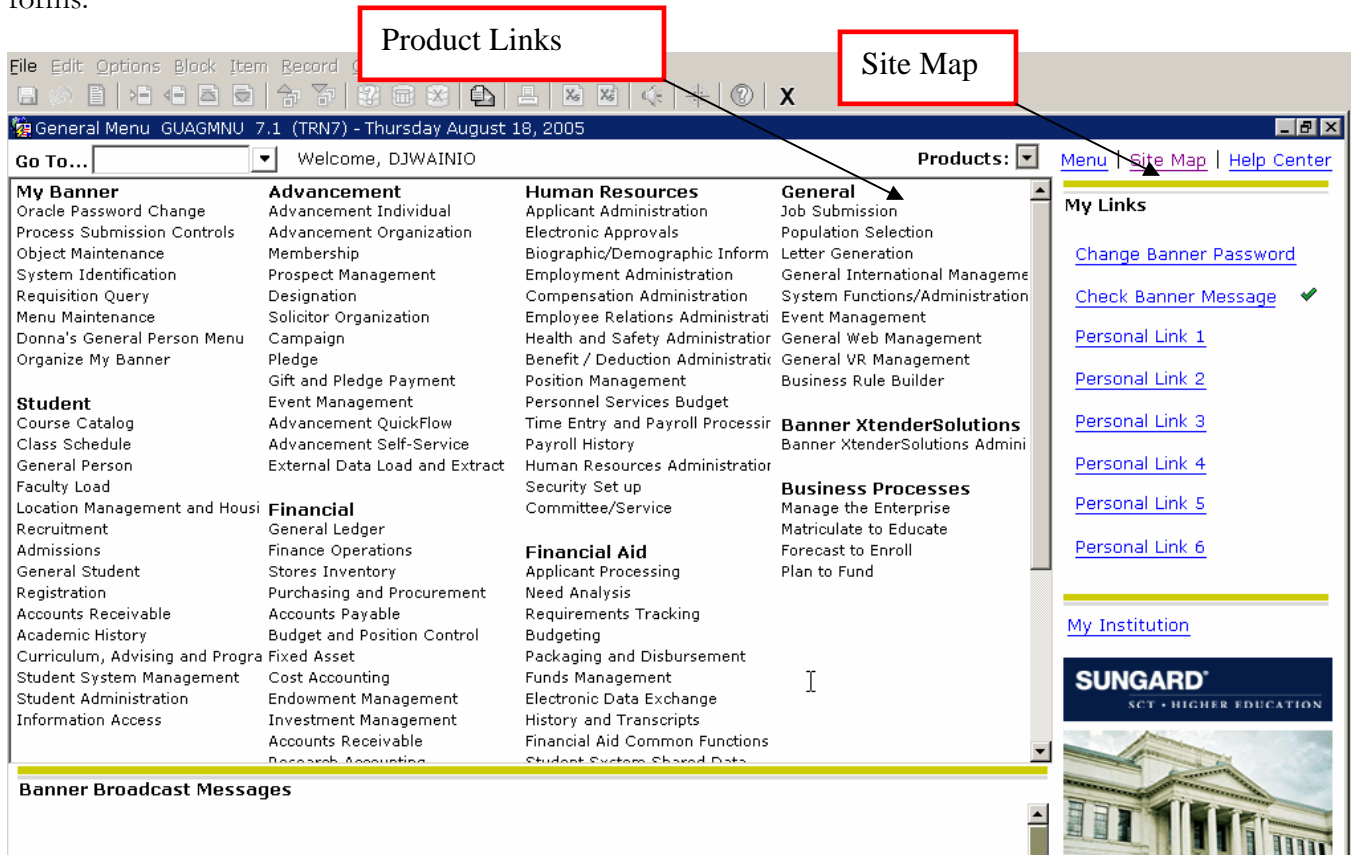 forms.
Product Links
Site Map
File Edit Options Block Item Record
General Menu GUAGMNU 7.1 (TRN7) - Thursday August 18, 2005
Go To... Welcome, DJWAINIO Products: Menu | Site Map | Help Center
My Banner
Oracle Password Change
Process Submission Controls
Object Maintenance
System Identification
Requisition Query
Menu Maintenance
Donna's General Person Menu
Organize My Banner
Student
Course Catalog
Class Schedule
General Person
Faculty Load
Location Management and Housi
Recruitment
Admissions
General Student
Registration
Accounts Receivable
Academic History
Curriculum, Advising and Progra
Student System Management
Student Administration
Information Access
Advancement
Advancement Individual
Advancement Organization
Membership
Prospect Management
Designation
Solicitor Organization
Campaign
Pledge
Gift and Pledge Payment
Event Management
Advancement QuickFlow
Advancement Self-Service
External Data Load and Extract
Financial
General Ledger
Finance Operations
Stores Inventory
Purchasing and Procurement
Accounts Payable
Budget and Position Control
Fixed Asset
Cost Accounting
Endowment Management
Investment Management
Accounts Receivable
Research Accounting
Human Resources
Applicant Administration
Electronic Approvals
Biographic/Demographic Inform
Employment Administration
Compensation Administration
Employee Relations Administrati
Health and Safety Administration
Benefit / Deduction Administratic
Position Management
Personnel Services Budget
Time Entry and Payroll Processir
Payroll History
Human Resources Administration
Security Set up
Committee/Service
Financial Aid
Applicant Processing
Need Analysis
Requirements Tracking
Budgeting
Packaging and Disbursement
Funds Management
Electronic Data Exchange
History and Transcripts
Financial Aid Common Functions
Student System Shared Data
General
Job Submission
Population Selection
Letter Generation
General International Manageme
System Functions/Administration
Event Management
General Web Management
General VR Management
Business Rule Builder
Banner XtenderSolutions
Banner XtenderSolutions Admini
Business Processes
Manage the Enterprise
Matriculate to Educate
Forecast to Enroll
Plan to Fund
My Links
Change Banner Password
Check Banner Message
Personal Link 1
Personal Link 2
Personal Link 3
Personal Link 4
Personal Link 5
Personal Link 6
My Institution
SUNGARD®
SCT • HIGHER EDUCATION
Banner Broadcast Messages